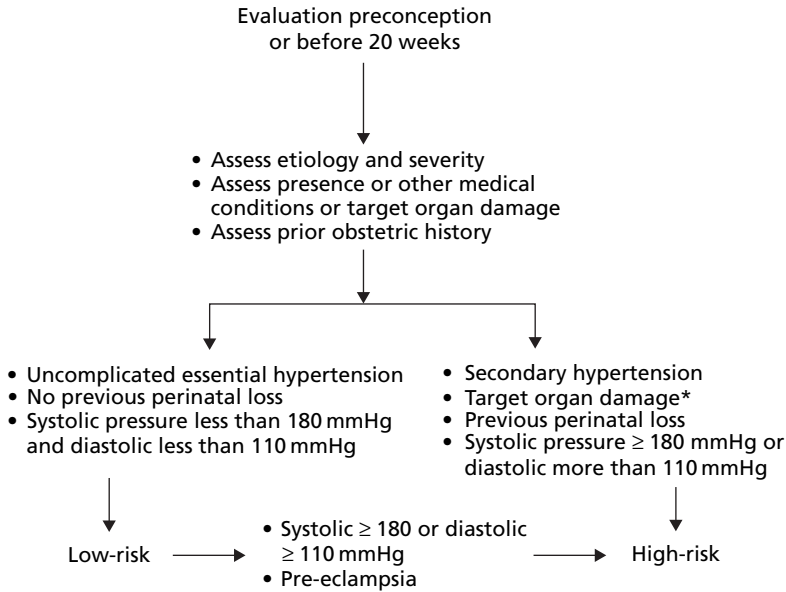 Evaluation preconception
or before 20 weeks
• Assess etiology and severity
• Assess presence or other medical
conditions or target organ damage
• Assess prior obstetric history
• Uncomplicated essential hypertension
• No previous perinatal loss
• Systolic pressure less than 180 mmHg
and diastolic less than 110 mmHg
• Secondary hypertension
• Target organ damage*
• Previous perinatal loss
• Systolic pressure ≥ 180 mmHg or
diastolic more than 110 mmHg
Low-risk
• Systolic ≥ 180 or diastolic
≥ 110 mmHg
• Pre-eclampsia
High-risk